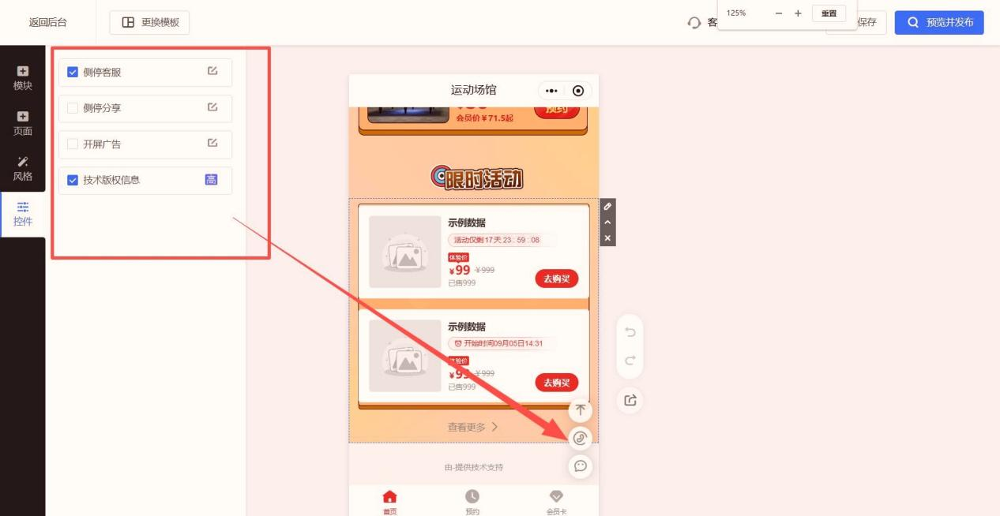 返回后台
更换模板
客
125%
重置
保存
预览并发布
模块
页面
风格
控件
侧停客服
侧停分享
开屏广告
技术版权信息
高
运动场馆
会员价¥71.5起
预约
限时活动
示例数据
活动仅剩17天 23 : 59 : 08
体验价
¥99 ¥999
已售999
去购买
示例数据
开始时间09月05日14:31
体验价
¥99 ¥999
已售999
去购买
查看更多
由-提供技术支持
首页
预约
会员卡